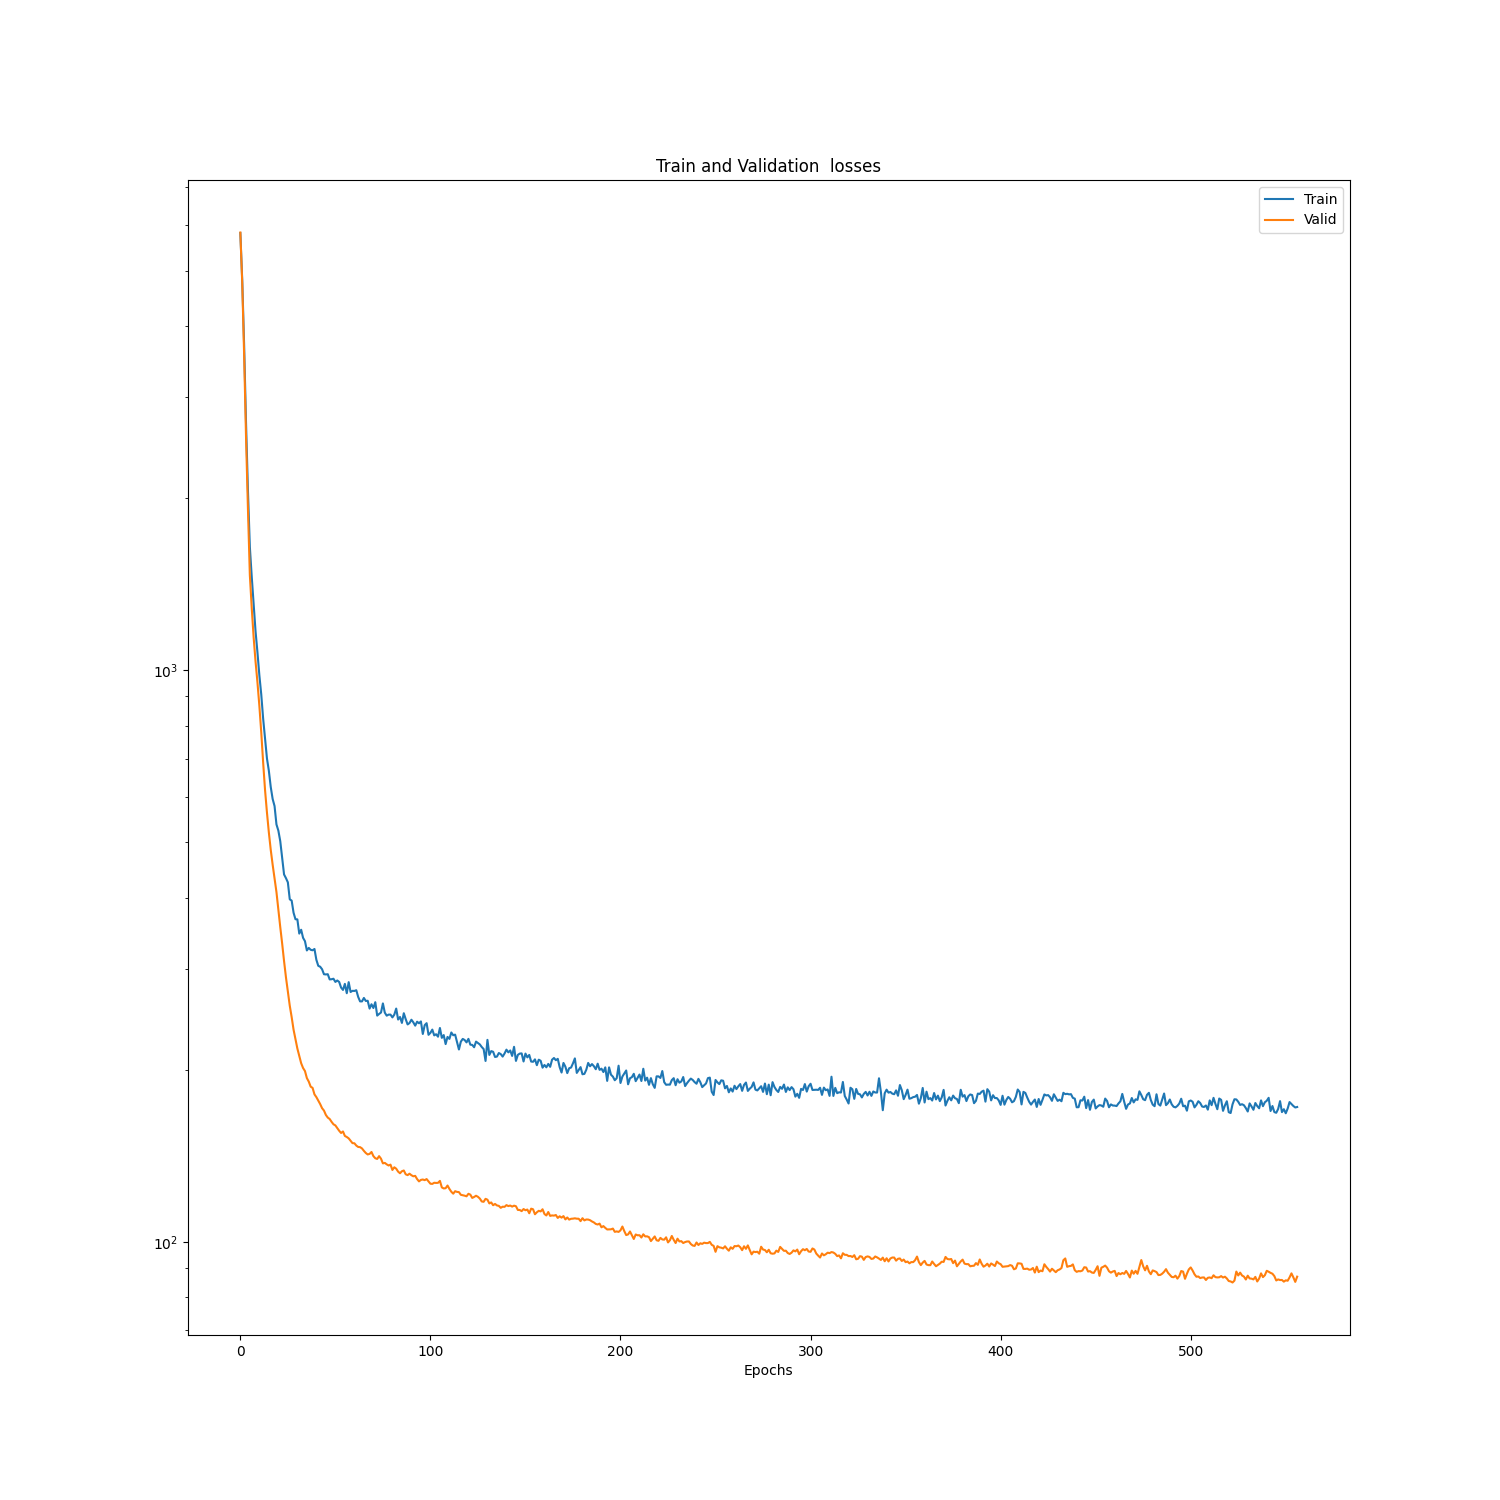 Train and Validation  losses
Train
Valid
10³
10²
0 100 200 300 400 500
Epochs